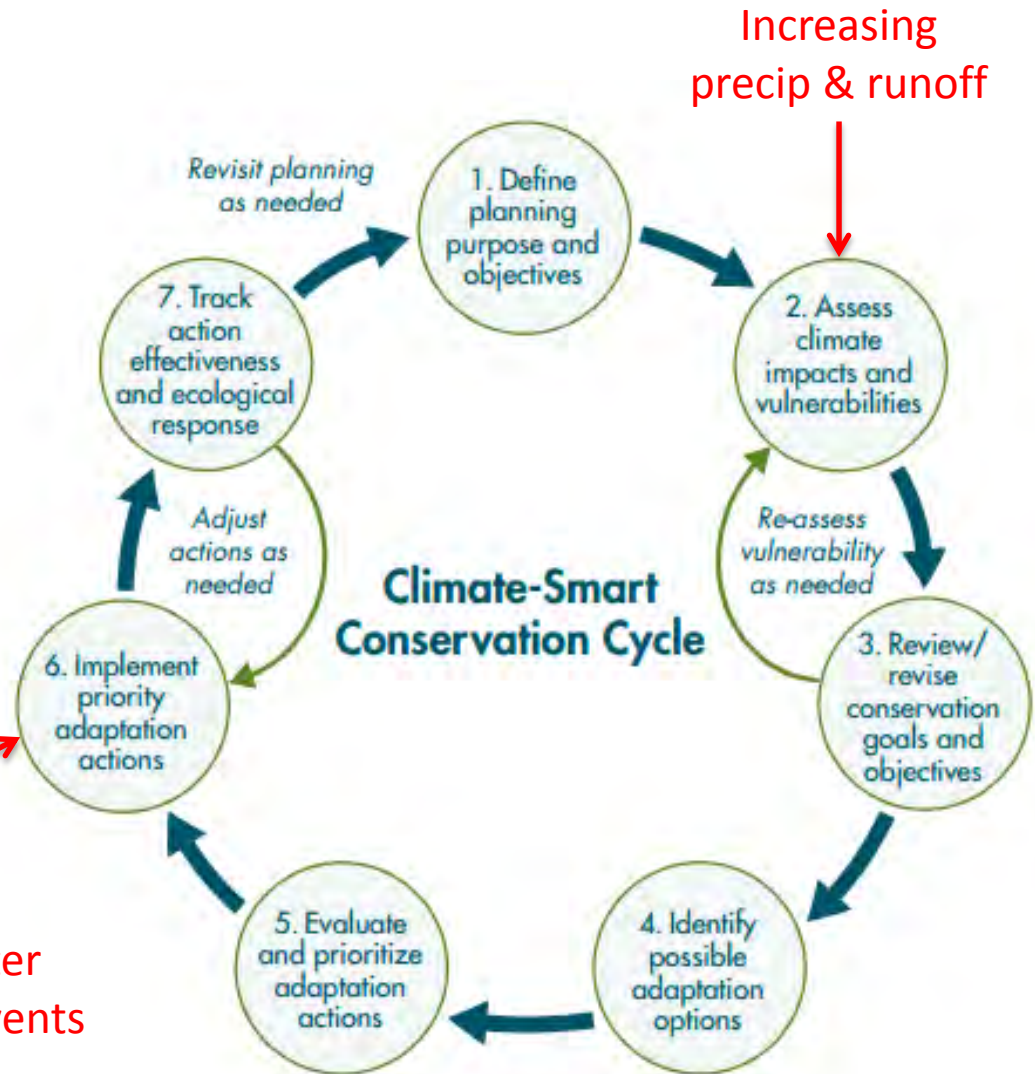 Increasing
precip & runoff
Revisit planning
as needed
1. Define
planning
purpose and
objectives
2. Assess
climate
impacts and
vulnerabilities
7. Track
action
effectiveness
and ecological
response
Adjust
actions as
needed
Re-assess
vulnerability
as needed
Climate-Smart
Conservation Cycle
3. Review/
revise
conservation
goals and
objectives
6. Implement
priority
adaptation
actions
5. Evaluate
and prioritize
adaptation
actions
4. Identify
possible
adaptation
options